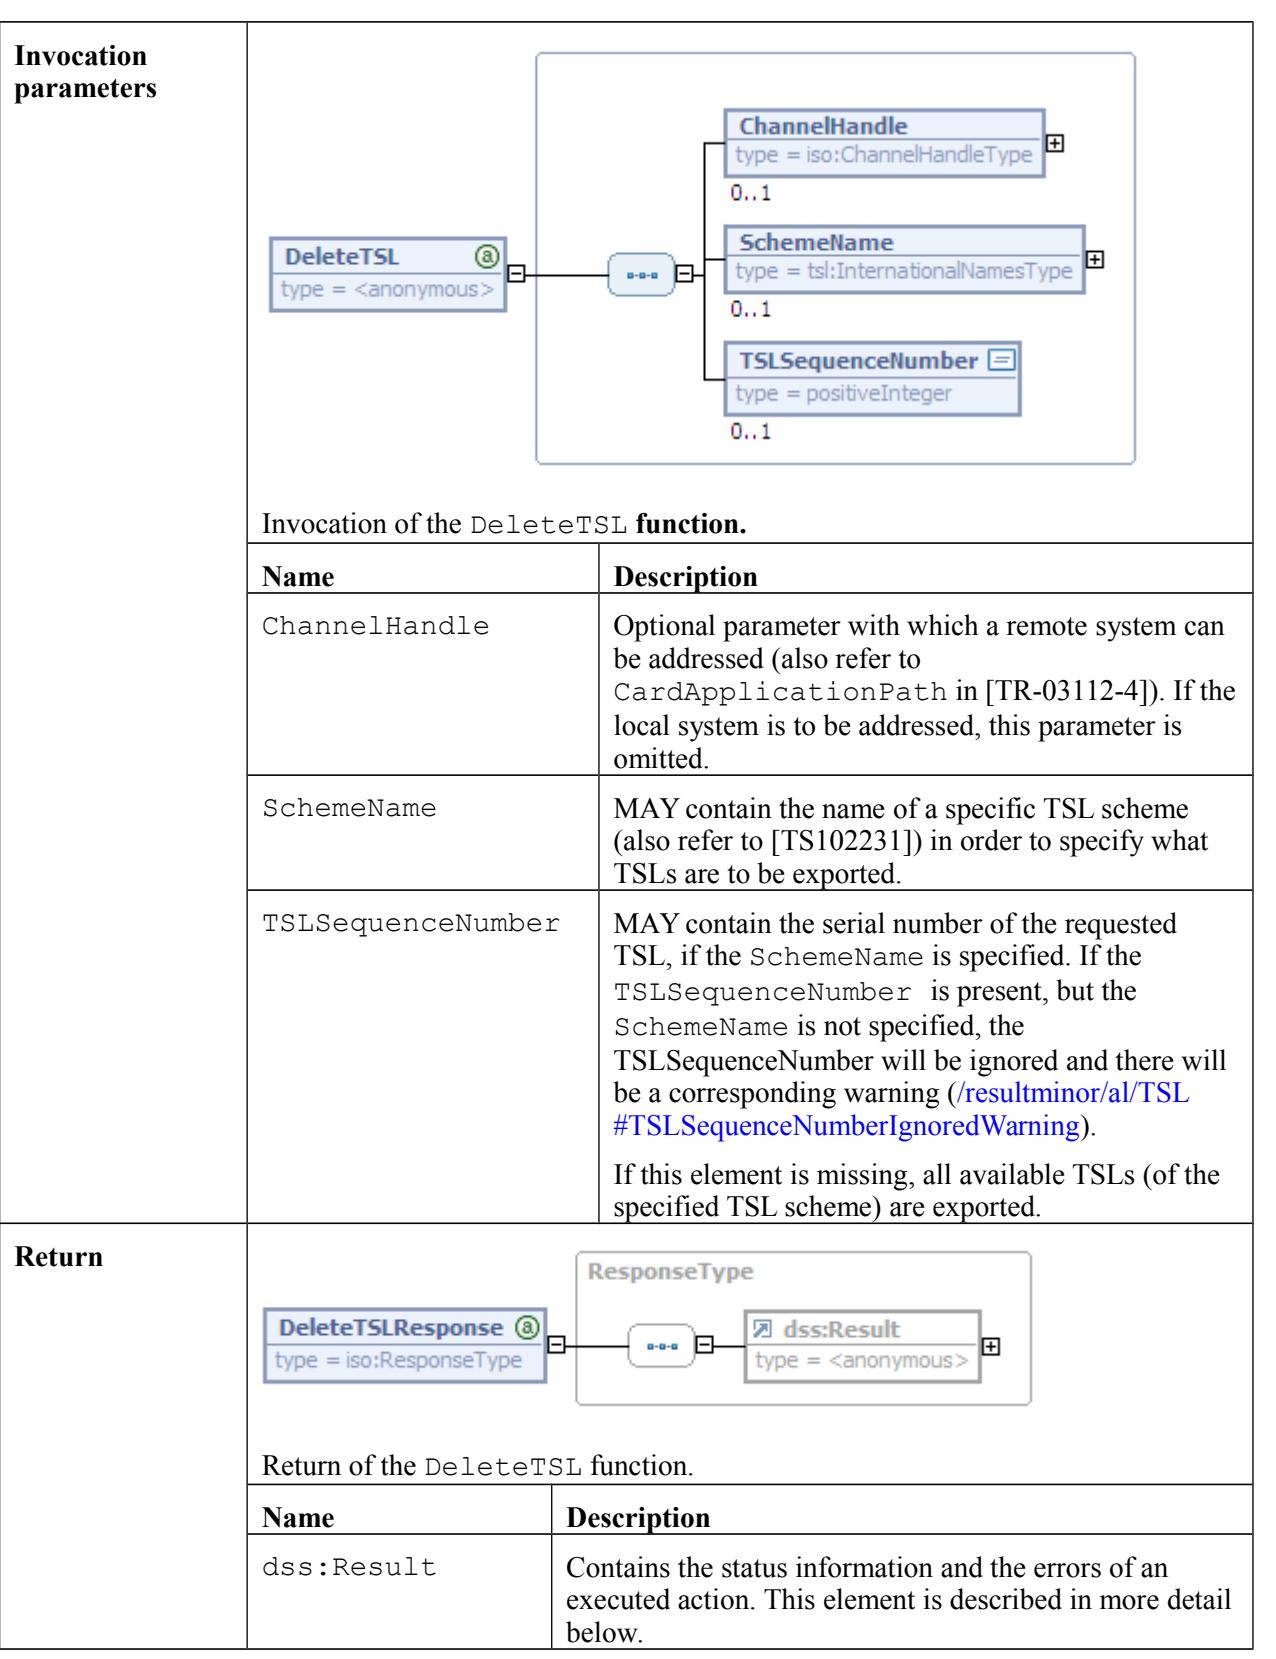 Invocation
parameters
ChannelHandle
type = iso:ChannelHandleType
0..1
SchemeName
type = tsl:InternationalNamesType
0..1
DeleteTSL
type = <anonymous>
TSLSequenceNumber
type = positiveInteger
0..1
Invocation of the DeleteTSL function.
Name Description
ChannelHandle Optional parameter with which a remote system can
be addressed (also refer to
CardApplicationPath in [TR-03112-4]). If the
local system is to be addressed, this parameter is
omitted.
SchemeName MAY contain the name of a specific TSL scheme
(also refer to [TS102231]) in order to specify what
TSLs are to be exported.
TSLSequenceNumber MAY contain the serial number of the requested
TSL, if the SchemeName is specified. If the
TSLSequenceNumber is present, but the
SchemeName is not specified, the
TSLSequenceNumber will be ignored and there will
be a corresponding warning (/resultminor/al/TSL
#TSLSequenceNumberIgnoredWarning).
If this element is missing, all available TSLs (of the
specified TSL scheme) are exported.
Return
ResponseType
DeleteTSLResponse
type = iso:ResponseType
dss:Result
type = <anonymous>
Return of the DeleteTSL function.
Name Description
dss:Result Contains the status information and the errors of an
executed action. This element is described in more detail
below.